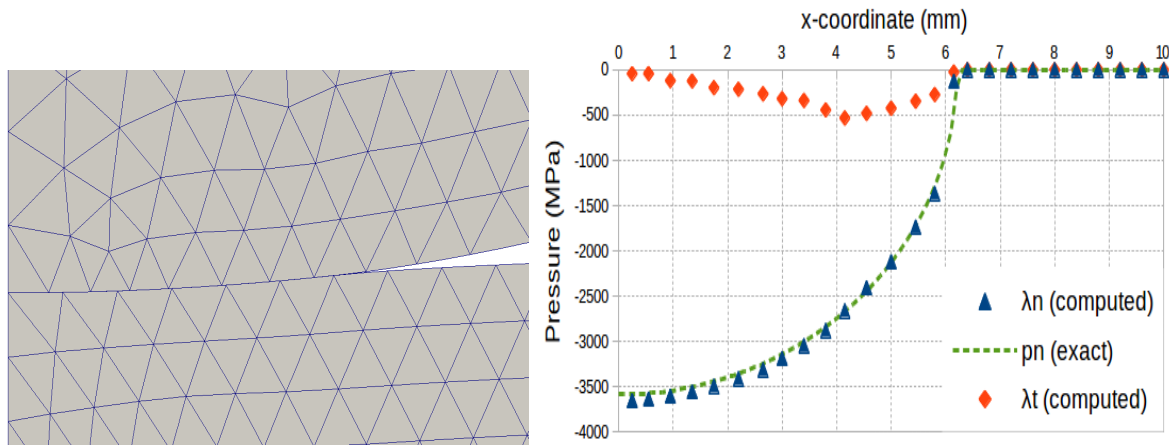 x-coordinate (mm)
0 1 2 3 4 5 6 7 8 9 10
Pressure (MPa)
0
-500
-1000
-1500
-2000
-2500
-3000
-3500
-4000
λn (computed)
pn (exact)
λt (computed)